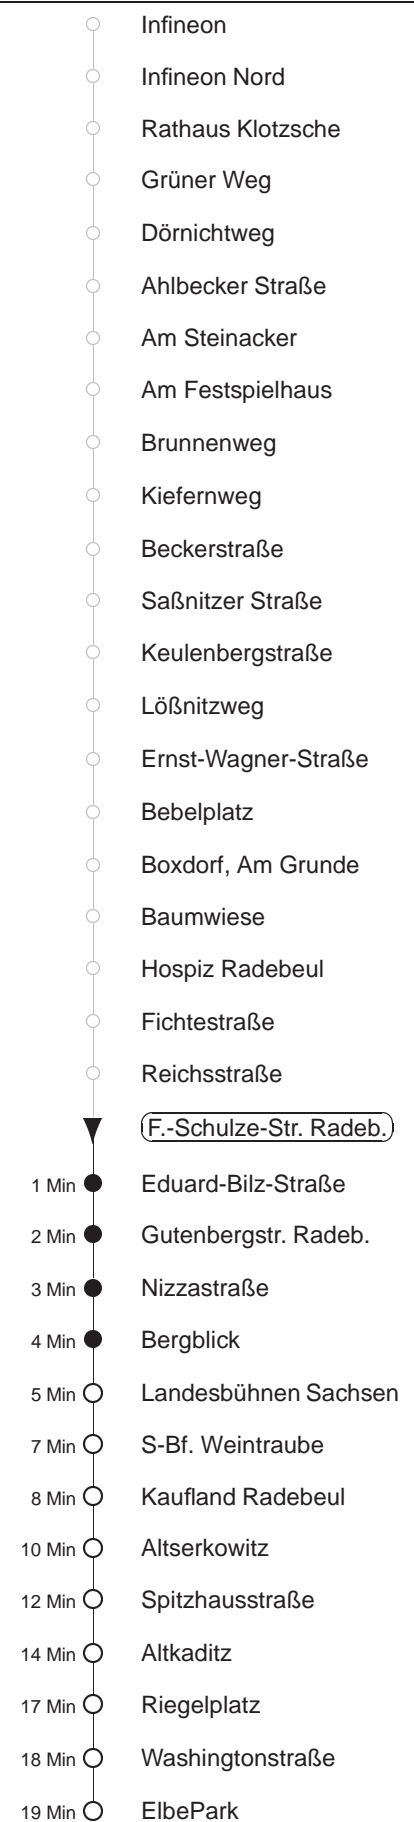 Infineon
Infineon Nord
Rathaus Klotzsche
Grüner Weg
Dörnichtweg
Ahlbecker Straße
Am Steinacker
Am Festspielhaus
Brunnenweg
Kiefernweg
Beckerstraße
Saßnitzer Straße
Keulenbergstraße
Lößnitzweg
Ernst-Wagner-Straße
Bebelplatz
Boxdorf, Am Grunde
Baumwiese
Hospiz Radebeul
Fichtestraße
Reichsstraße
F.-Schulze-Str. Radeb.
1 Min Eduard-Bilz-Straße
2 Min Gutenbergstr. Radeb.
3 Min Nizzastraße
4 Min Bergblick
5 Min Landesbühnen Sachsen
7 Min S-Bf. Weintraube
8 Min Kaufland Radebeul
10 Min Altserkowitz
12 Min Spitzhausstraße
14 Min Altkaditz
17 Min Riegelplatz
18 Min Washingtonstraße
19 Min ElbePark